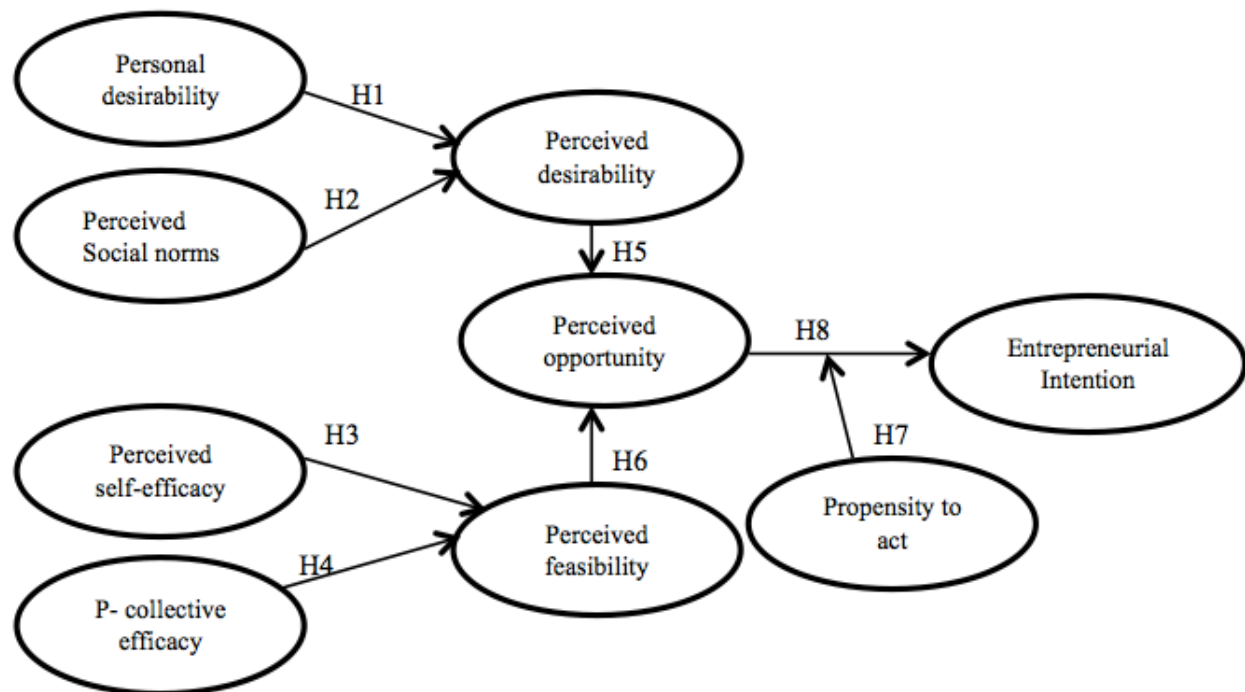 Personal
desirability
H1
Perceived
desirability
Perceived
Social norms
H2
H5
Perceived
opportunity
H8
Entrepreneurial
Intention
Perceived
self-efficacy
H3
H6
H7
Perceived
feasibility
Propensity to
act
H4
P- collective
efficacy